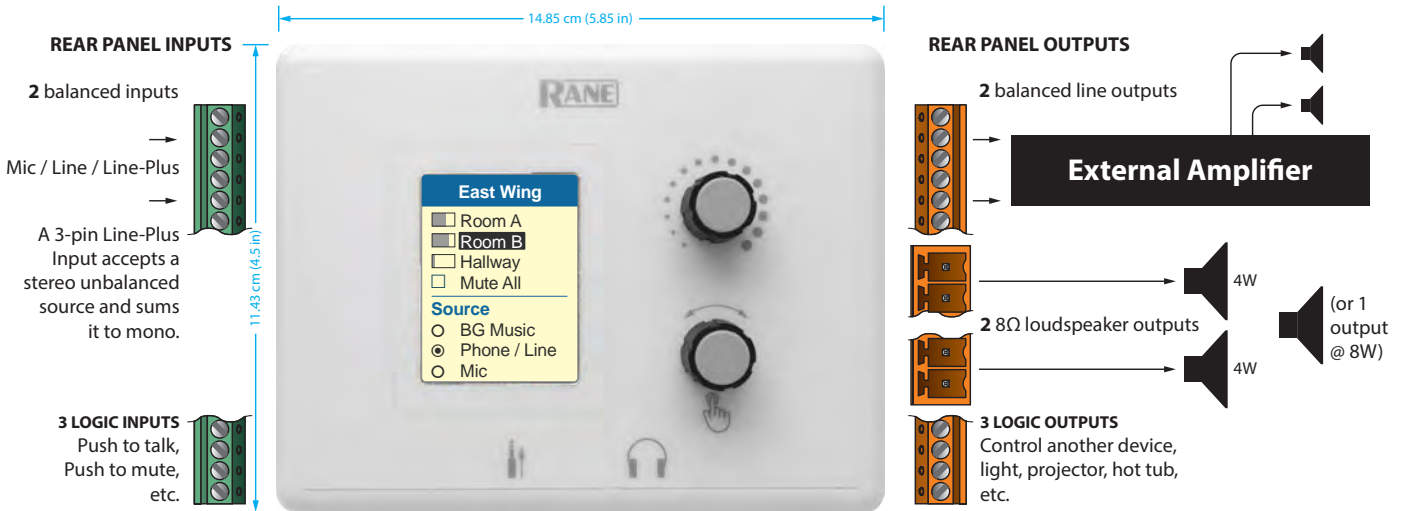 14.85 cm (5.85 in)
REAR PANEL INPUTS
2 balanced inputs
Mic / Line / Line-Plus
A 3-pin Line-Plus
Input accepts a
stereo unbalanced
source and sums
it to mono.
3 LOGIC INPUTS
Push to talk,
Push to mute,
etc.
11.43 cm (4.5 in)
RANE
East Wing
Room A
Room B
Hallway
Mute All
Source
BG Music
Phone / Line
Mic
REAR PANEL OUTPUTS
2 balanced line outputs
External Amplifier
4W
2 8Ω loudspeaker outputs
4W
(or 1
output
@ 8W)
3 LOGIC OUTPUTS
Control another device,
light, projector, hot tub,
etc.